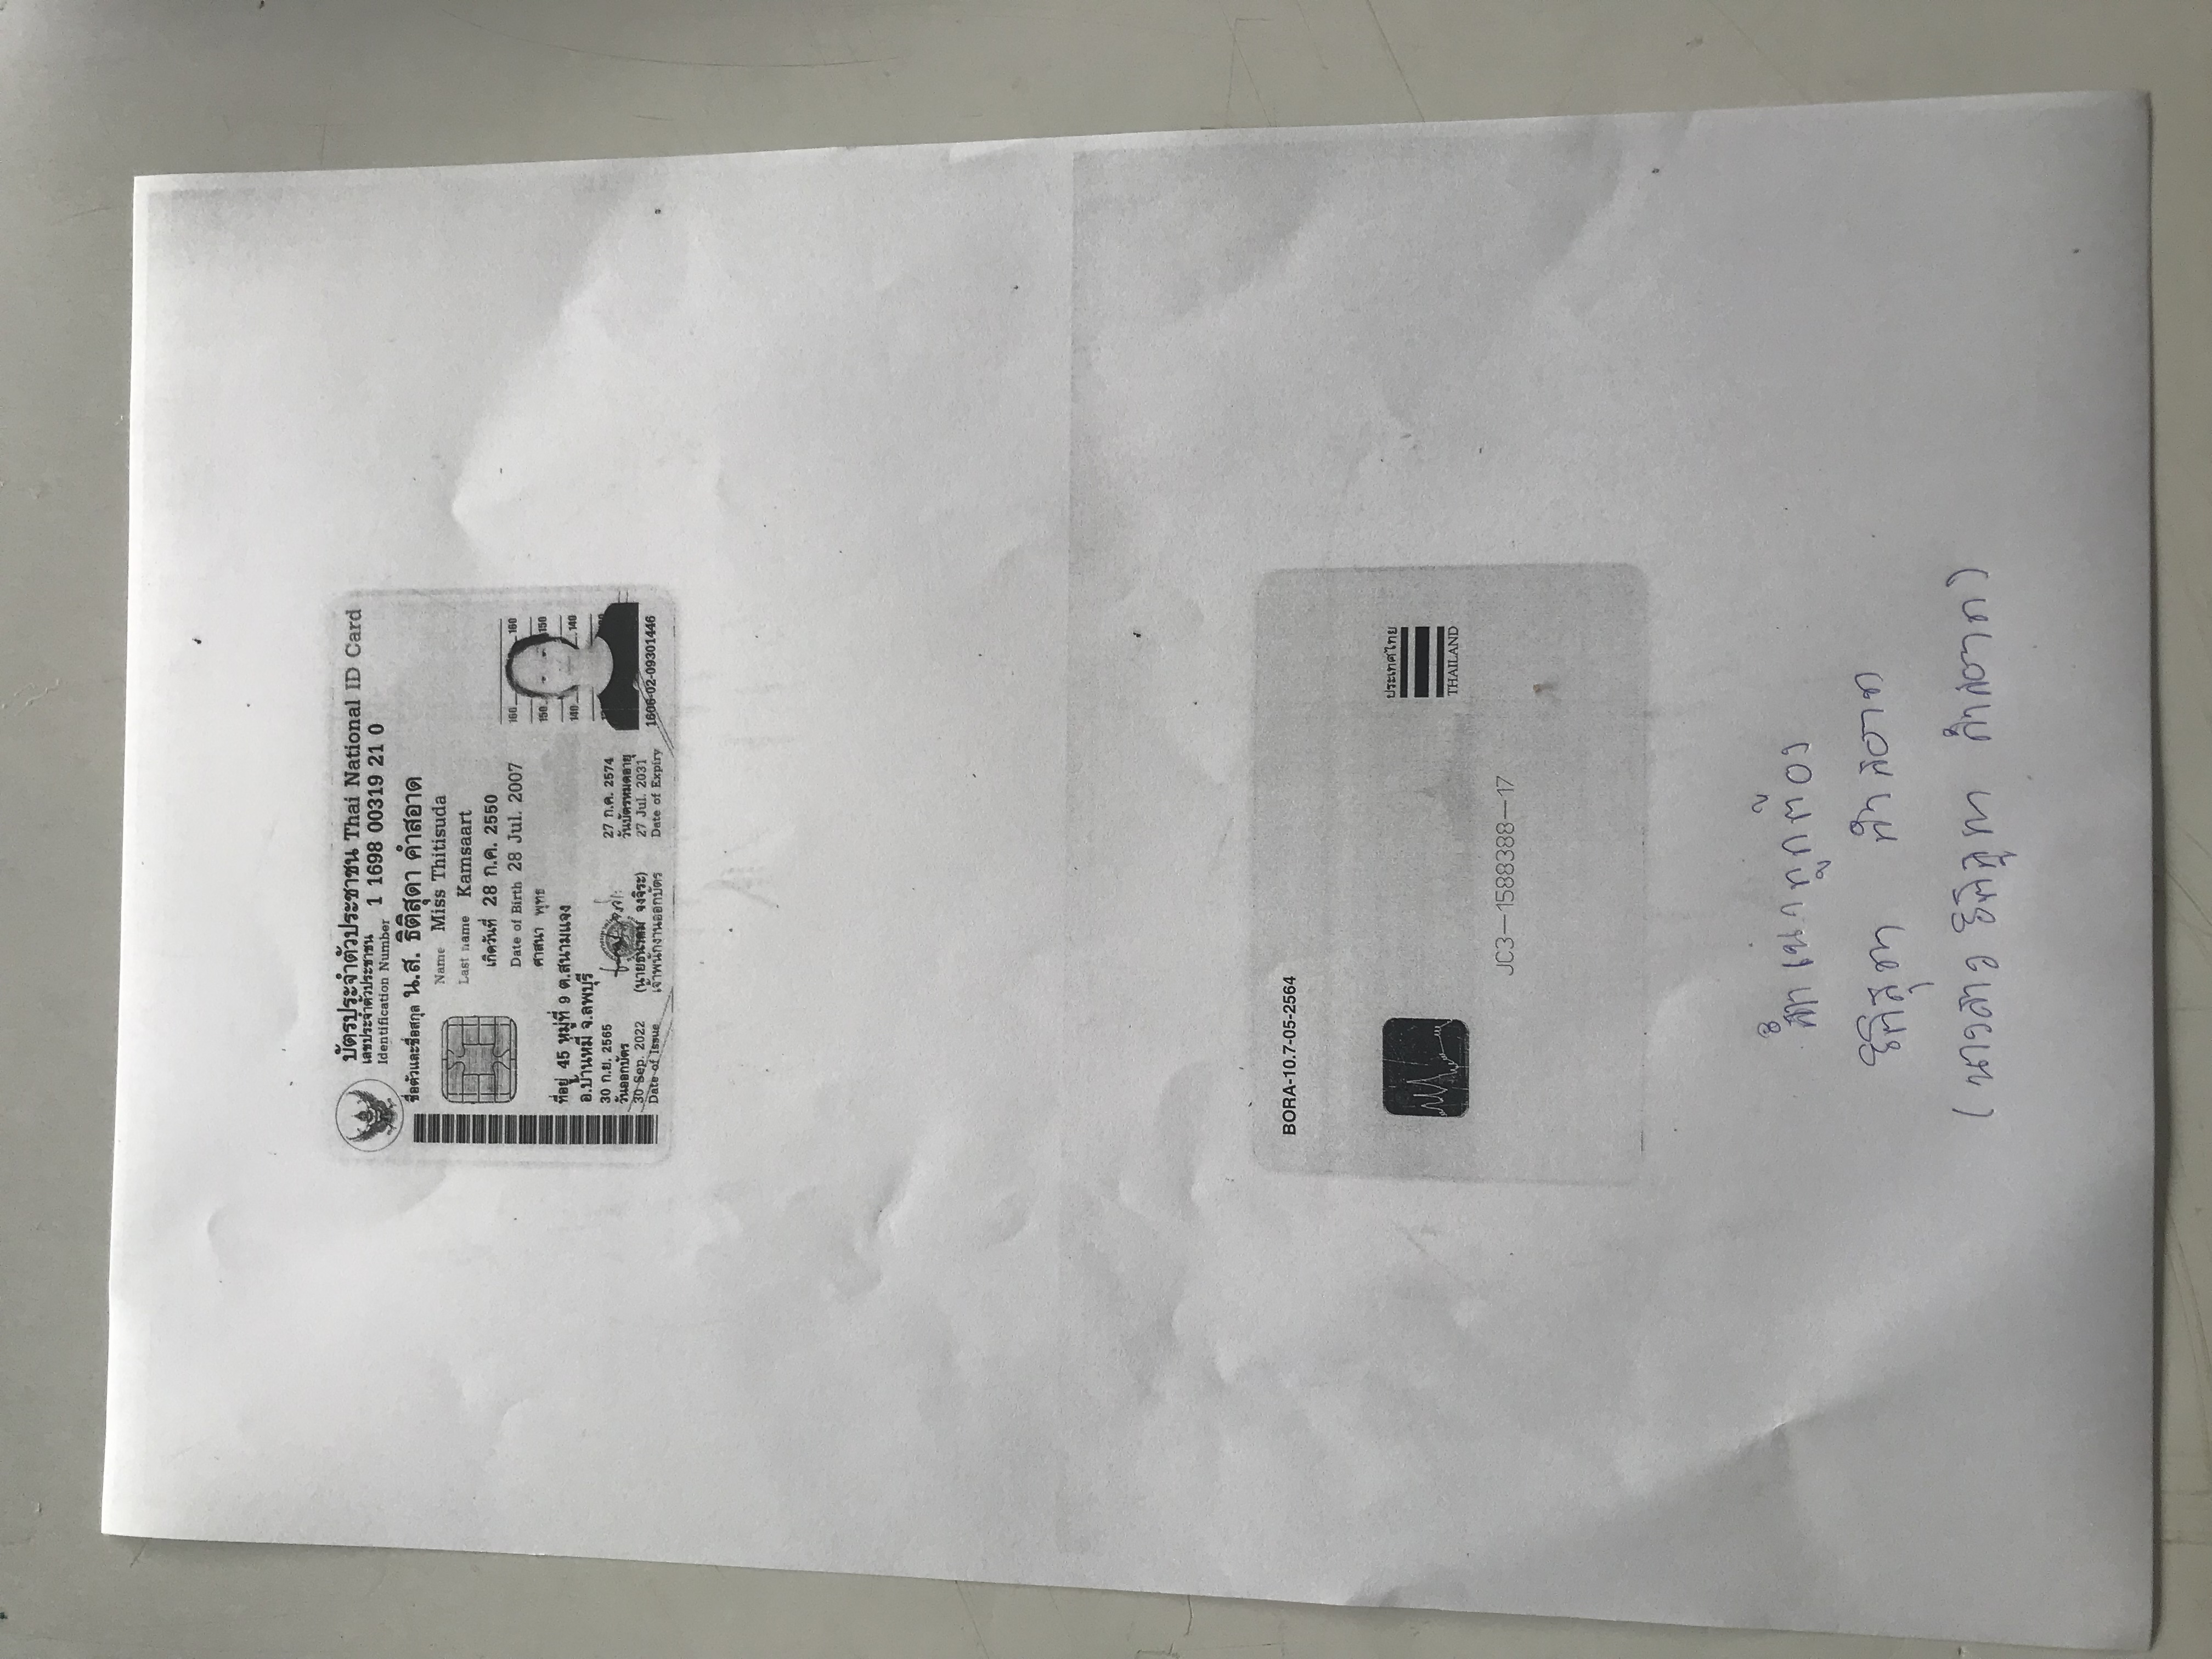 บัตรประจำตัวประชาชน Thai National ID Card
เลขประจำตัวประชาชน 1 1698 00319 21 0
Identification Number
ชื่อตัวและชื่อสกุล น.ส. ธิติสุดา คำสอาด
Name Miss Thitisuda
Last name Kamsaart
เกิดวันที่ 28 ก.ค. 2550
Date of Birth 28 Jul. 2007
ศาสนา พุทธ
ที่อยู่ 45 หมู่ที่ 9 ต.สนามแจง
อ.บ้านหมี่ จ.ลพบุรี
30 ก.ย. 2565
วันออกบัตร
30 Sep. 2022
Date of Issue
จงจิระ)
เจ้าพนักงานออกบัตร
27 ก.ค. 2574
วันบัตรหมดอายุ
27 Jul. 2031
Date of Expiry
160 160
150 150
140 140
1606-02-09301446
BORA-10.7-05-2564
ประเทศไทย
THAILAND
JC3-1588388-17
สำเนาถูกต้อง
ธิติสุดา คำสอาด
(นางสาว ธิติสุดา คำสอาด)